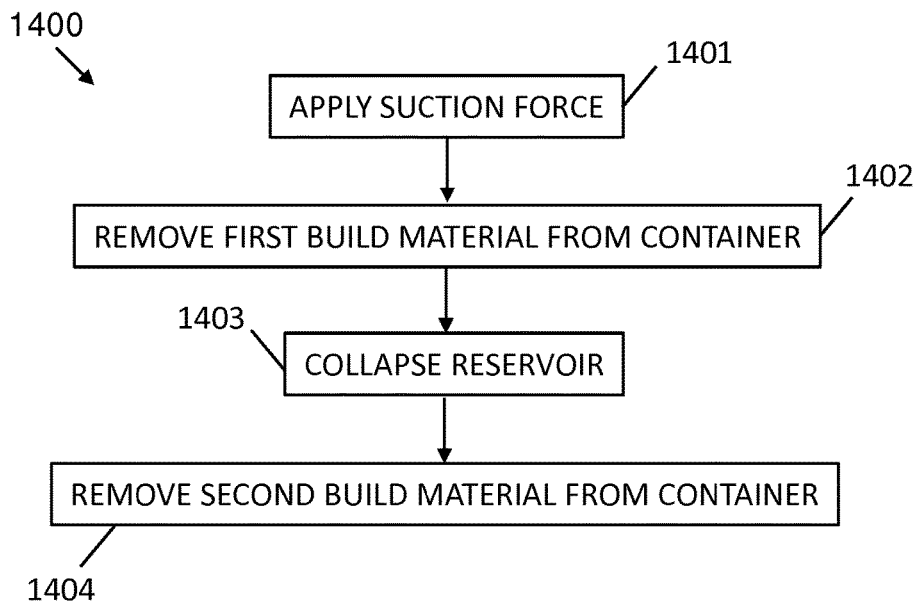 1400
1401
APPLY SUCTION FORCE
1402
REMOVE FIRST BUILD MATERIAL FROM CONTAINER
1403
COLLAPSE RESERVOIR
REMOVE SECOND BUILD MATERIAL FROM CONTAINER
1404